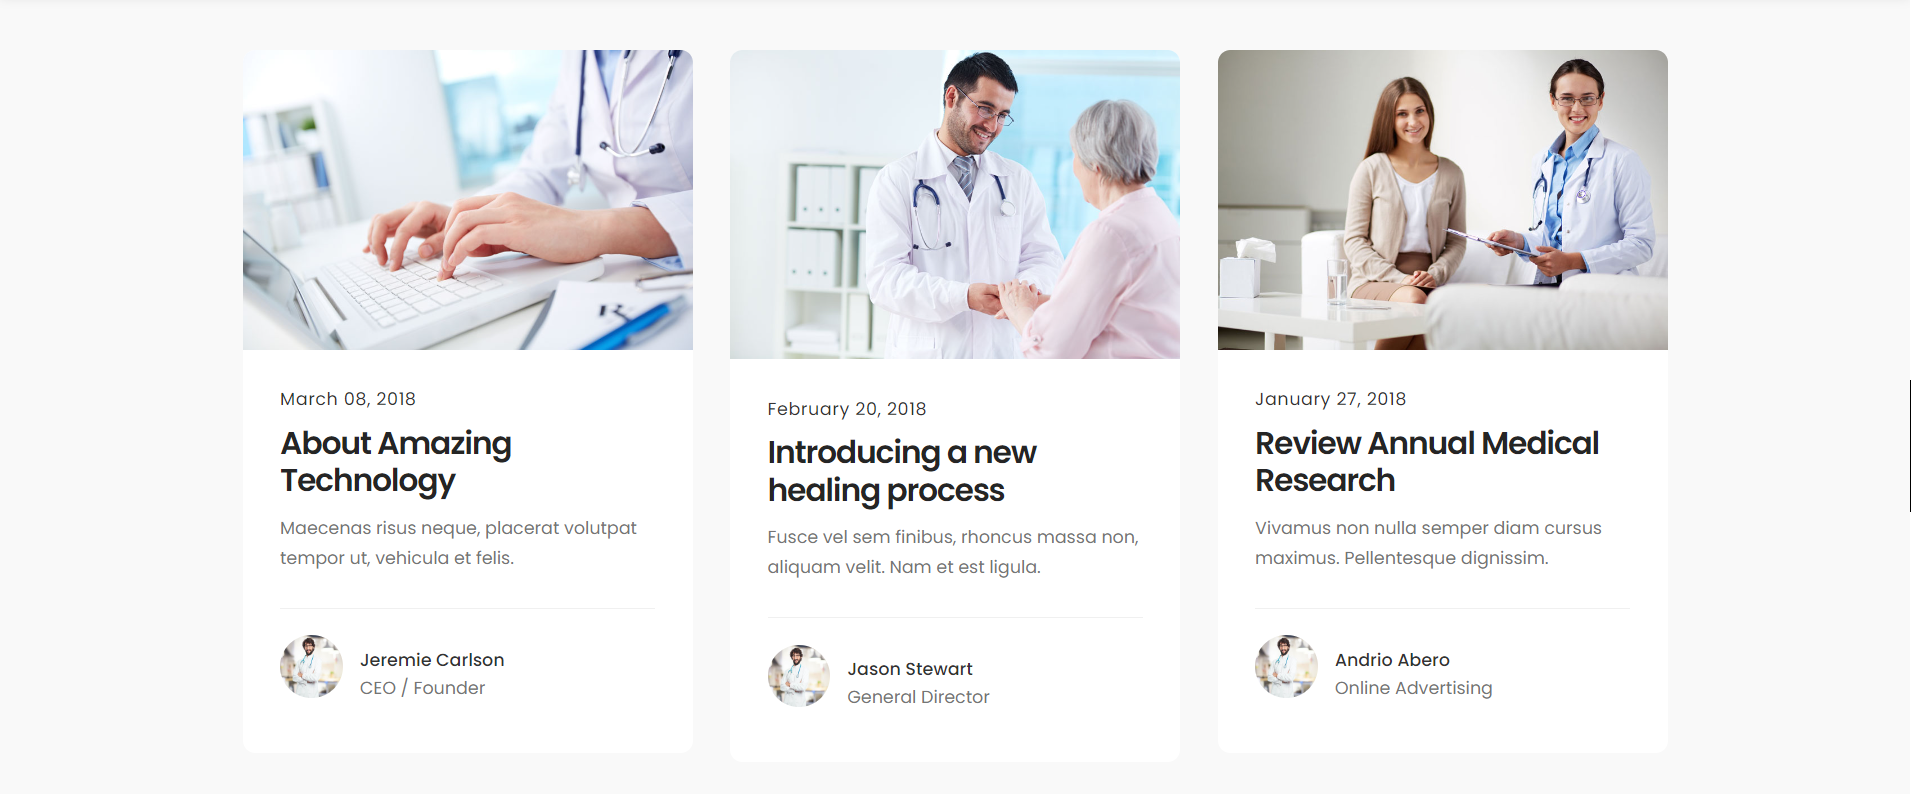 March 08, 2018
About Amazing
Technology
Maecenas risus neque, placerat volutpat
tempor ut, vehicula et felis.
Jeremie Carlson
CEO / Founder
February 20, 2018
Introducing a new
healing process
Fusce vel sem finibus, rhoncus massa non,
aliquam velit. Nam et est ligula.
Jason Stewart
General Director
January 27, 2018
Review Annual Medical
Research
Vivamus non nulla semper diam cursus
maximus. Pellentesque dignissim.
Andrio Abero
Online Advertising